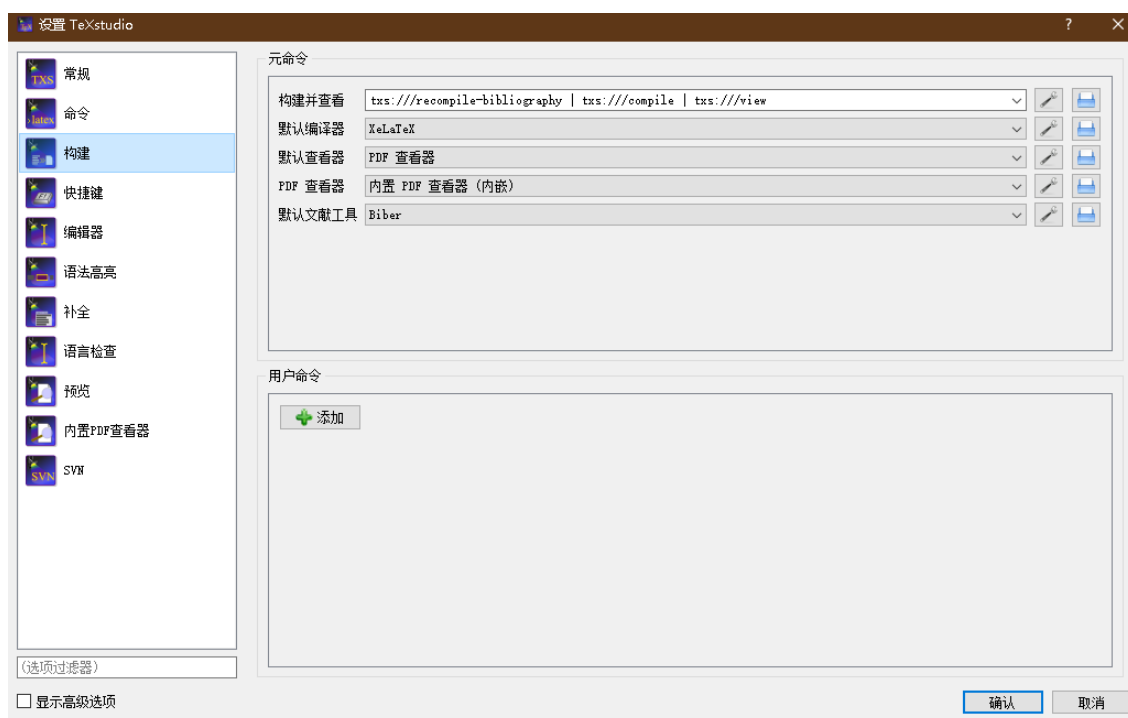 设置 TeXstudio
?
常规
命令
构建
快捷键
编辑器
语法高亮
补全
语言检查
预览
内置PDF查看器
SVN
(选项过滤器)
显示高级选项
元命令
构建并查看 txs:///recompile-bibliography | txs:///compile | txs:///view
默认编译器 XeLaTeX
默认查看器 PDF 查看器
PDF 查看器 内置 PDF 查看器 (内嵌)
默认文献工具 Biber
用户命令
添加
确认
取消
TXS
latex
SVN